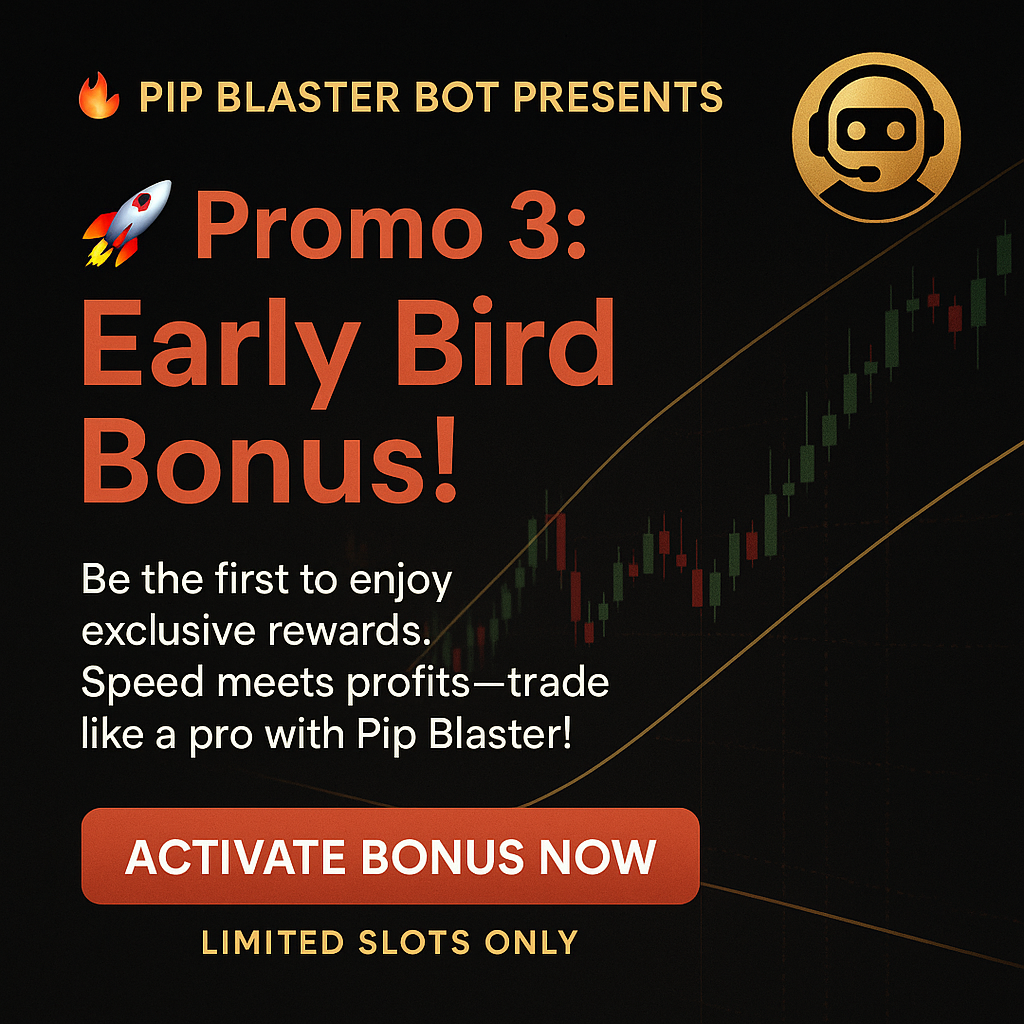 🔥 PIP BLASTER BOT PRESENTS
🚀 Promo 3:
Early Bird
Bonus!
Be the first to enjoy
exclusive rewards.
Speed meets profits—trade
like a pro with Pip Blaster!
ACTIVATE BONUS NOW
LIMITED SLOTS ONLY